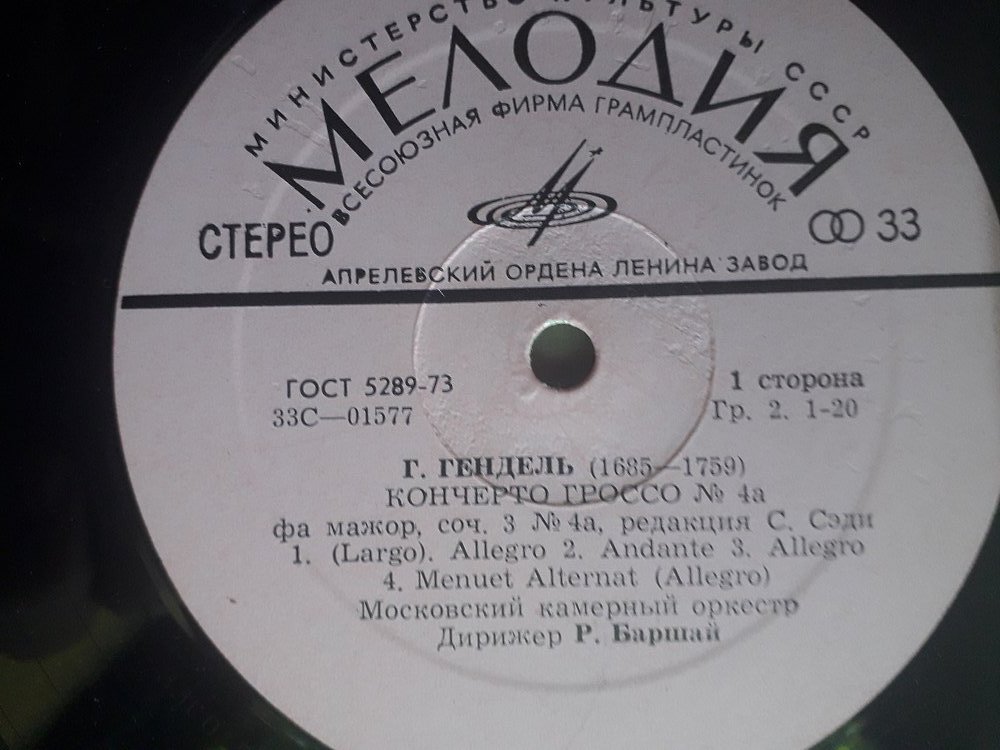 МИНИСТЕРСТВО КУЛЬТУРЫ СССР
МЕЛОДИЯ
ВСЕСОЮЗНАЯ ФИРМА ГРАМПЛАСТИНОК
СТЕРЕО
33
АПРЕЛЕВСКИЙ ОРДЕНА ЛЕНИНА ЗАВОД
ГОСТ 5289-73
1 сторона
33С—01577
Гр. 2. 1-20
Г. ГЕНДЕЛЬ (1685—1759)
КОНЧЕРТО ГРОССО № 4а
фа мажор, соч. 3 № 4а, редакция С. Сэди
1. (Largo). Allegro 2. Andante 3. Allegro
4. Menuet Alternat (Allegro)
Московский камерный оркестр
Дирижер Р. Баршай